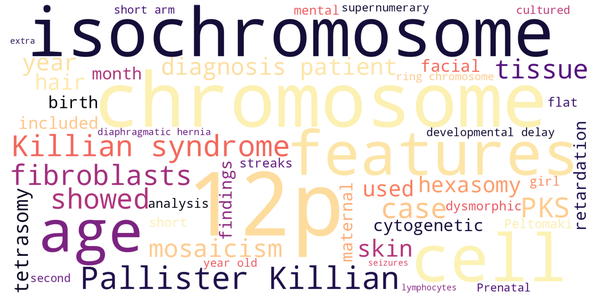 short arm
mental
supernumerary
cultured
isochromosome
extra
year
month
diagnosis patient
facial
tissue
hair
ring chromosome
birth
chromosome
flat
included
diaphragmatic hernia
developmental delay
Killian syndrome
features
retardation
fibroblasts
streaks
12p
used
hexasomy
girl
tetrasomy
showed
analysis
findings
maternal
case
dysmorphic
PKS
age
short
cytogenetic
Peltomaki
mosaicism
skin
cell
year old
seizures
second
Pallister Killian
lymphocytes
Prenatal